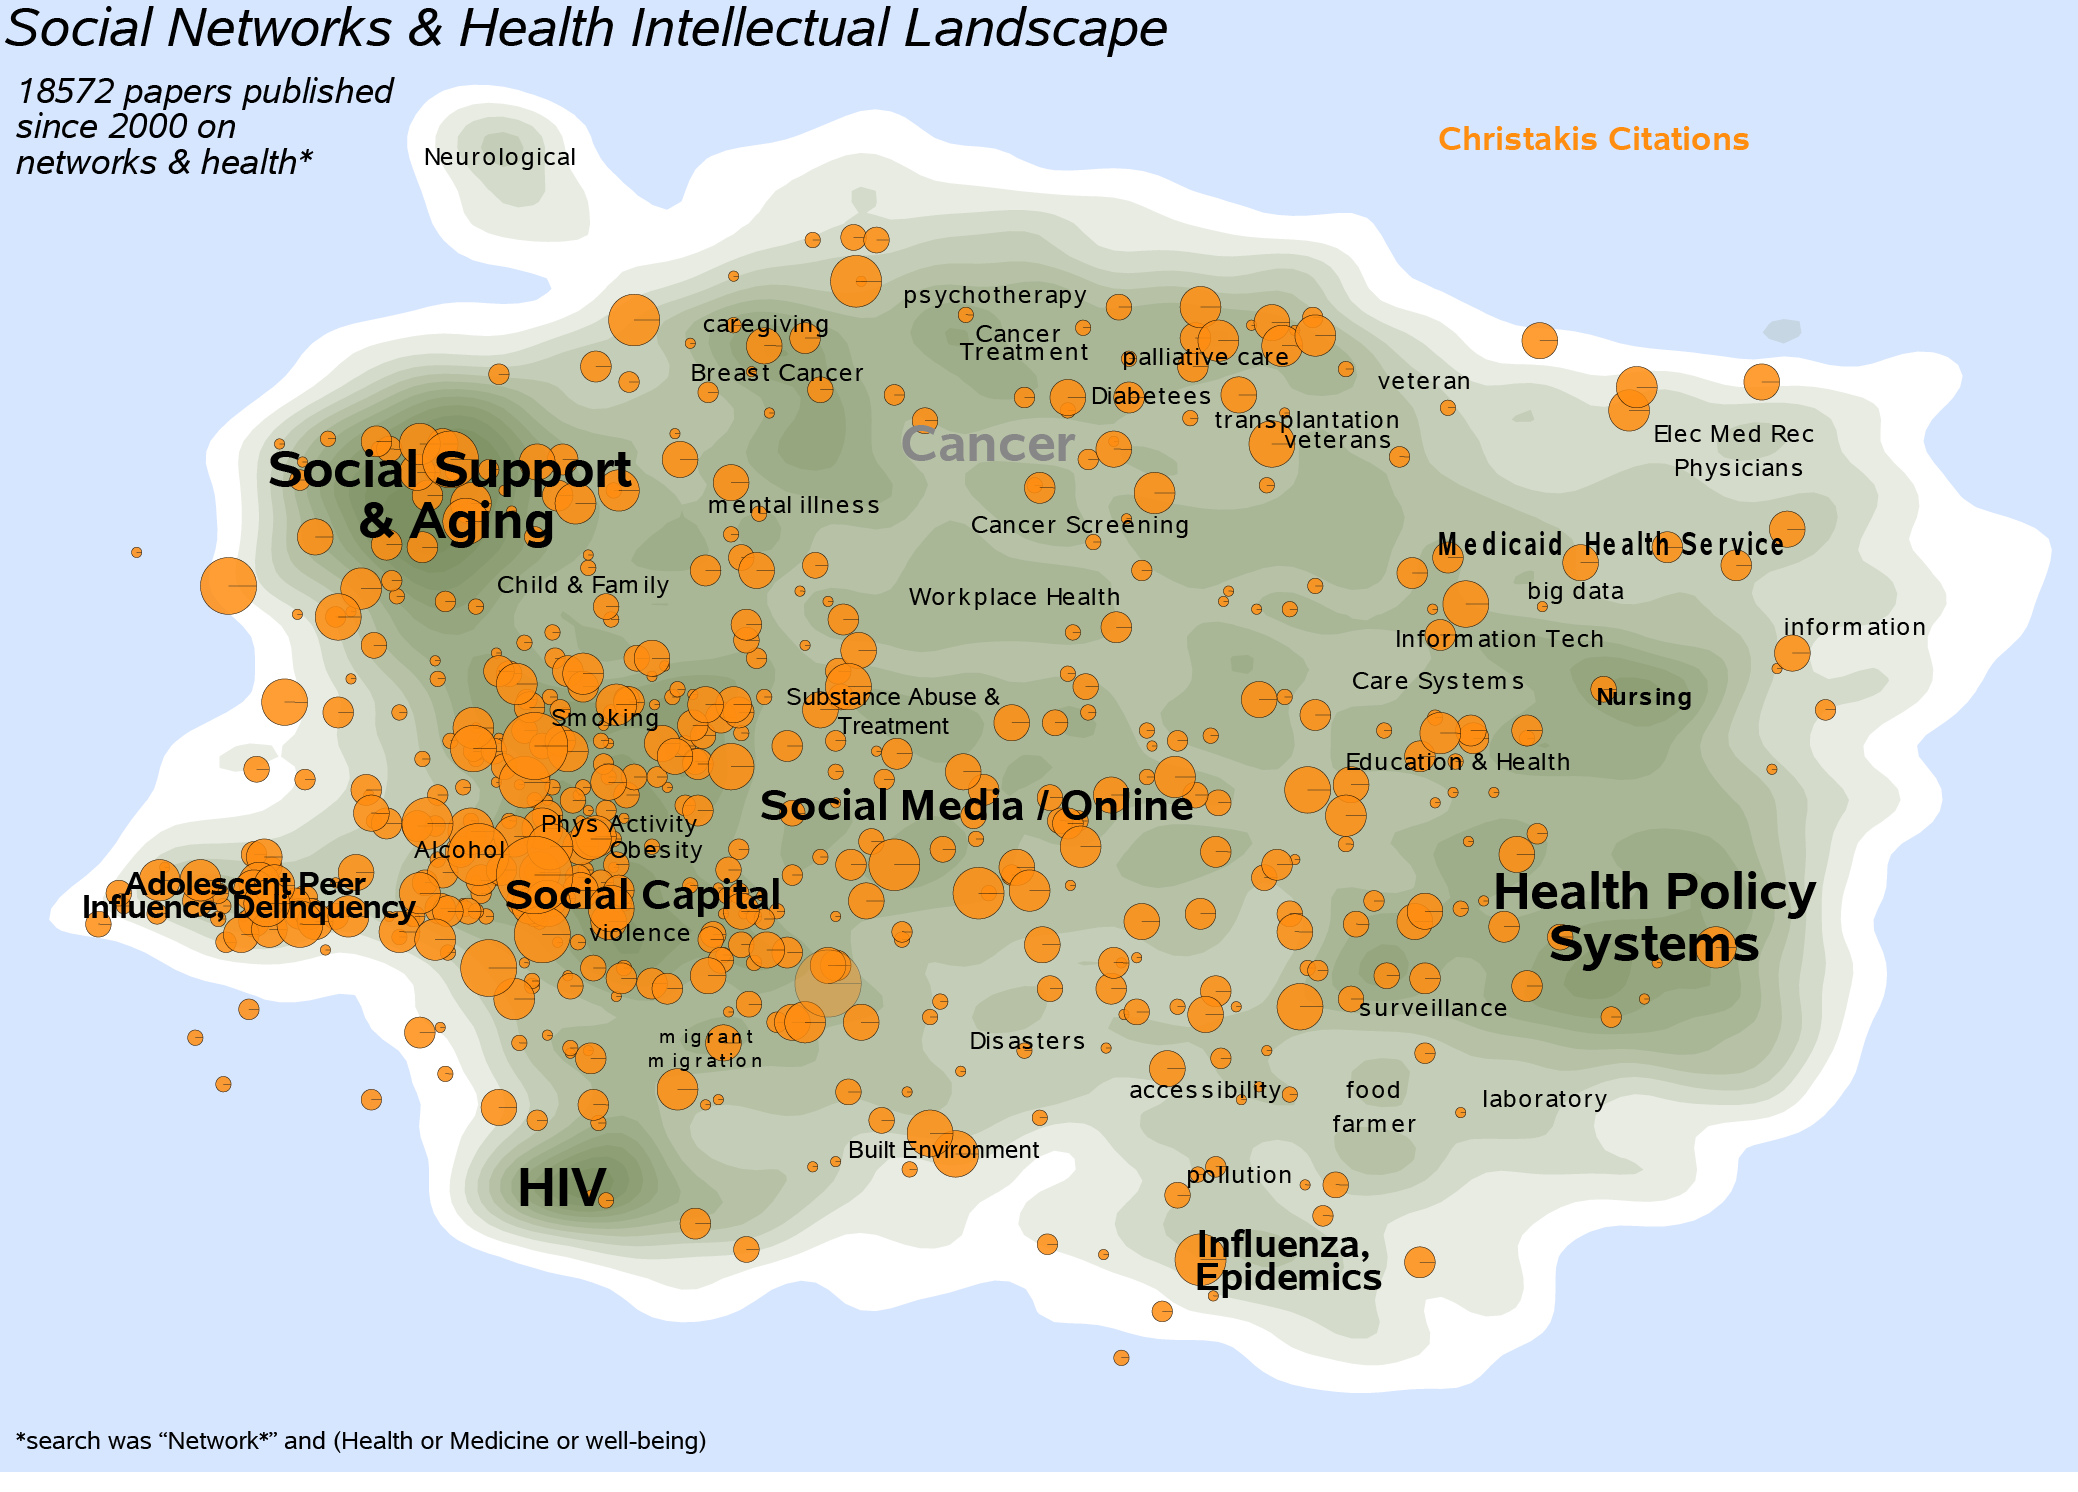 Social Networks & Health Intellectual Landscape
18572 papers published
since 2000 on
networks & health*
Christakis Citations
Neurological
psychotherapy
caregiving
Cancer
Treatment
palliative care
Breast Cancer
veteran
Diabetees
transplantation
veterans
Cancer
Elec Med Rec
Physicians
Social Support
& Aging
mental illness
Cancer Screening
Medicaid Health Service
Child & Family
Workplace Health
big data
Information Tech
information
Care Systems
Nursing
Substance Abuse &
Treatment
Smoking
Education & Health
Social Media / Online
Phys Activity
Alcohol
Obesity
Adolescent Peer
Influence, Delinquency
Social Capital
violence
Health Policy
Systems
surveillance
migrant
migration
Disasters
accessibility
food
farmer
laboratory
Built Environment
pollution
HIV
Influenza,
Epidemics
*search was “Network*” and (Health or Medicine or well-being)